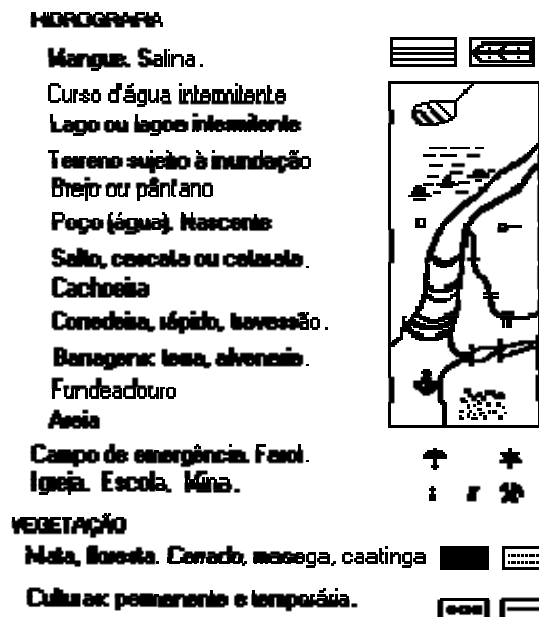 HIDROGRAFIA
Mangue. Salina.
Curso d'água intermitente
Lago ou lagoa intermitente
Terreno sujeito à inundação
Brejo ou pântano
Poço (água). Nascente
Salto, cascata ou catarata.
Cachoeira
Corredeira, rápido, travessão.
Barragens: terra, alvenaria.
Fundeadouro
Areia
Campo de emergência. Farol.
Igreja. Escola. Mina.
VEGETAÇÃO
Mata, floresta. Cerrado, macega, caatinga
Culturas: permanente e temporária.